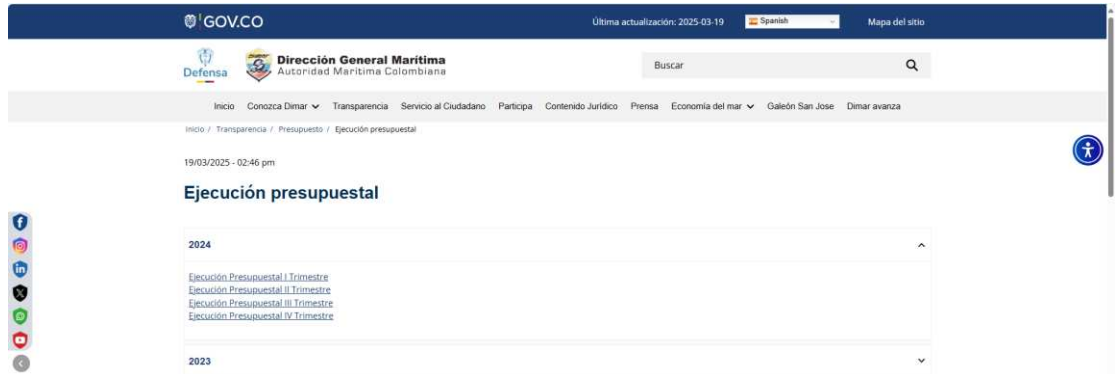 GOV.CO
Última actualización: 2025-03-19
Spanish
Mapa del sitio
Defensa
Dirección General Marítima
Autoridad Marítima Colombiana
Buscar
Inicio Conozca Dimar Transparencia Servicio al Ciudadano Participa Contenido Jurídico Prensa Economía del mar Galeón San Jose Dimar avanza
Inicio / Transparencia / Presupuesto / Ejecución presupuestal
19/03/2025 - 02:46 pm
Ejecución presupuestal
2024
Ejecución Presupuestal I Trimestre
Ejecución Presupuestal II Trimestre
Ejecución Presupuestal III Trimestre
Ejecución Presupuestal IV Trimestre
2023